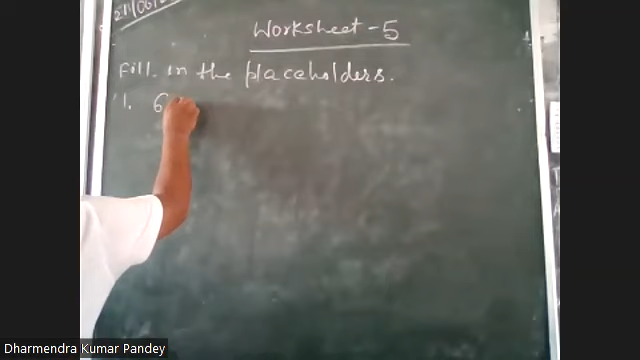 Worksheet-5
Fill in the placeholders.
1. 6
Dharmendra Kumar Pandey